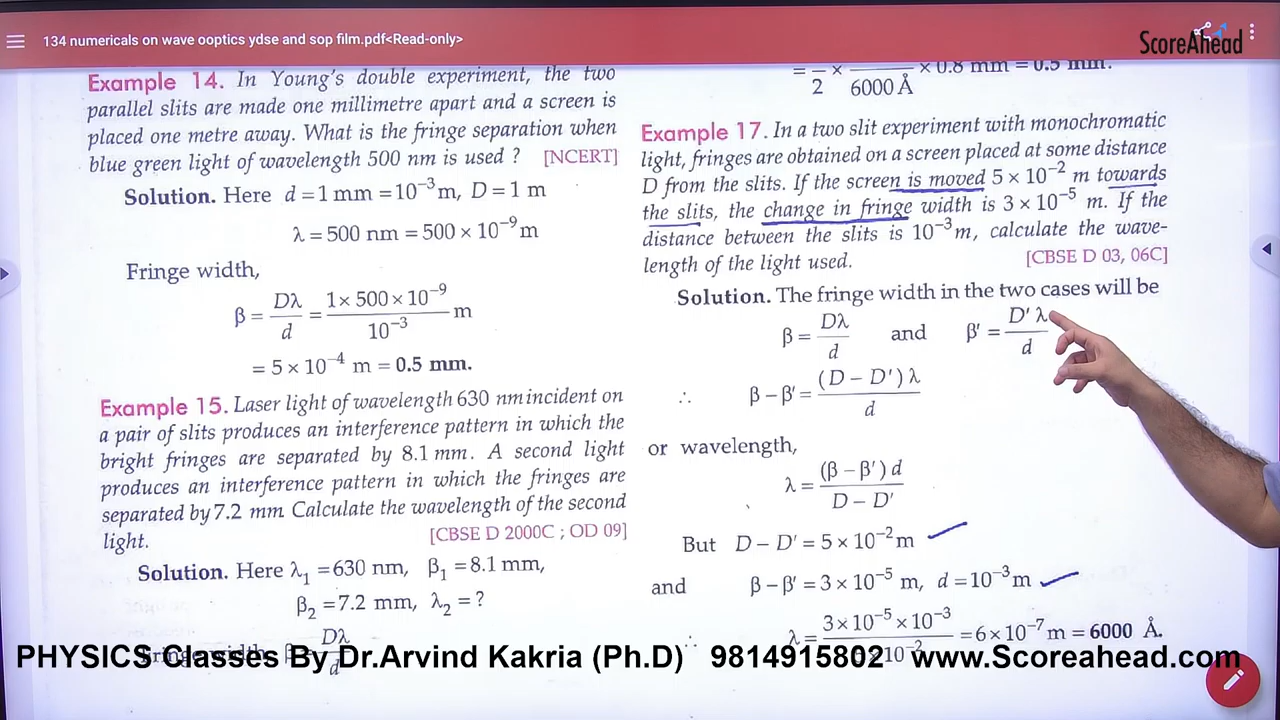 134 numericals on wave ooptics ydse and sop film.pdf<Read-only>
ScoreAhead
Example 14. In Young's double experiment, the two
parallel slits are made one millimetre apart and a screen is
placed one metre away. What is the fringe separation when
blue green light of wavelength 500 nm is used ? [NCERT]
Solution. Here d = 1 mm = 10⁻³ m, D = 1 m
λ = 500 nm = 500 × 10⁻⁹ m
Fringe width,
β = Dλ/d = 1 × 500 × 10⁻⁹/10⁻³ m
= 5 × 10⁻⁴ m = 0.5 mm.
Example 15. Laser light of wavelength 630 nm incident on
a pair of slits produces an interference pattern in which the
bright fringes are separated by 8.1 mm. A second light
produces an interference pattern in which the fringes are
separated by 7.2 mm. Calculate the wavelength of the second
light. [CBSE D 2000C ; OD 09]
Solution. Here λ₁ = 630 nm, β₁ = 8.1 mm,
β₂ = 7.2 mm, λ₂ = ?
Fringe width, β = Dλ/d
= /2 × /6000 Å × 0.8 mm = 0.5 mm.
Example 17. In a two slit experiment with monochromatic
light, fringes are obtained on a screen placed at some distance
D from the slits. If the screen is moved 5 × 10⁻² m towards
the slits, the change in fringe width is 3 × 10⁻⁵ m. If the
distance between the slits is 10⁻³ m, calculate the wave-
length of the light used. [CBSE D 03, 06C]
Solution. The fringe width in the two cases will be
β = Dλ/d and β' = D'λ/d
∴ β – β' = (D – D')λ/d
or wavelength,
λ = (β – β')d/D – D'
But D – D' = 5 × 10⁻² m
and β – β' = 3 × 10⁻⁵ m, d = 10⁻³ m
∴ λ = 3 × 10⁻⁵ × 10⁻³/ 10⁻² = 6 × 10⁻⁷ m = 6000 Å.
PHYSICS Classes By Dr.Arvind Kakria (Ph.D) 9814915802 www.Scoreahead.com